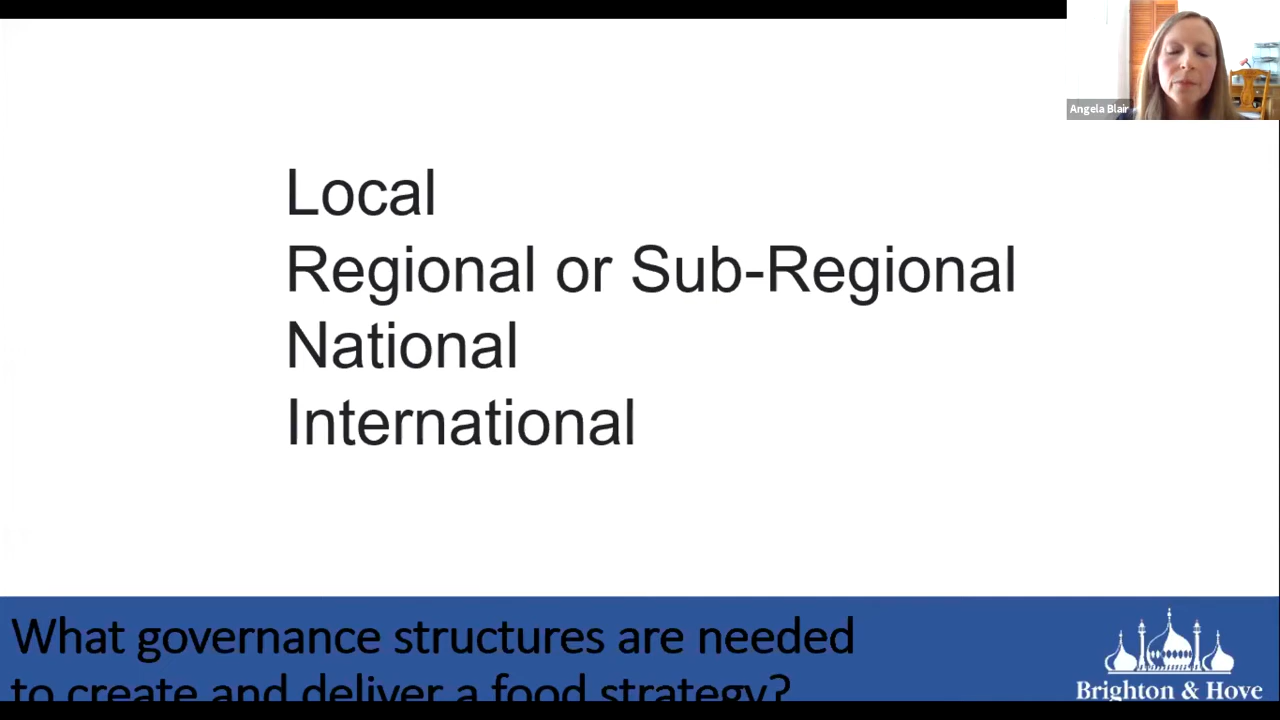 Angela Blair
Local
Regional or Sub-Regional
National
International
What governance structures are needed
to create and deliver a food strategy?
Brighton & Hove